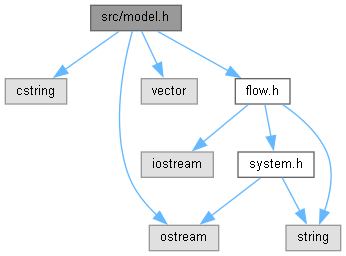 src/model.h
cstring
vector
flow.h
iostream
system.h
ostream
string